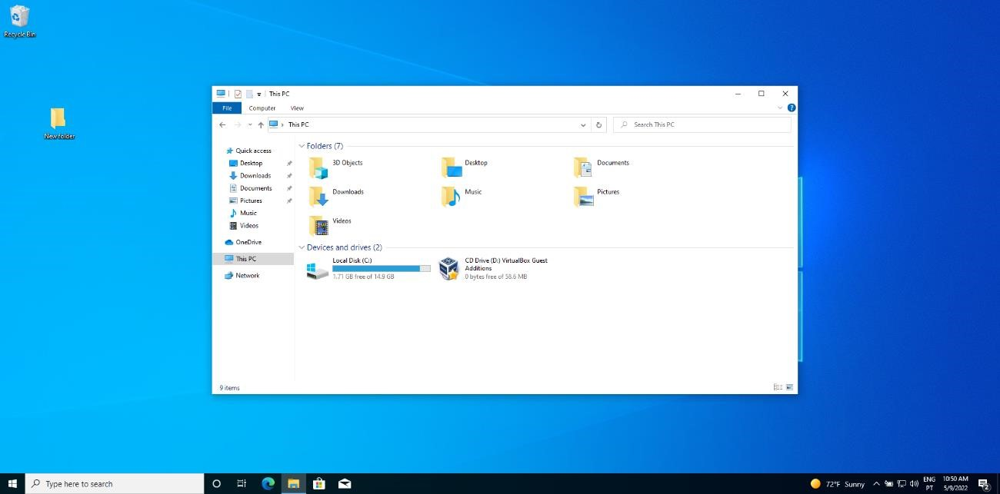 Recycle Bin
New folder
This PC
File Computer View
This PC
Search This PC
Quick access
Desktop
Downloads
Documents
Pictures
Music
Videos
OneDrive
This PC
Network
Folders (7)
3D Objects
Desktop
Documents
Downloads
Music
Pictures
Videos
Devices and drives (2)
Local Disk (C:)
1.71 GB free of 14.9 GB
CD Drive (D:) VirtualBox Guest
Additions
0 bytes free of 58.6 MB
9 items
Type here to search
72°F Sunny
ENG
PT
10:50 AM
5/9/2022
2